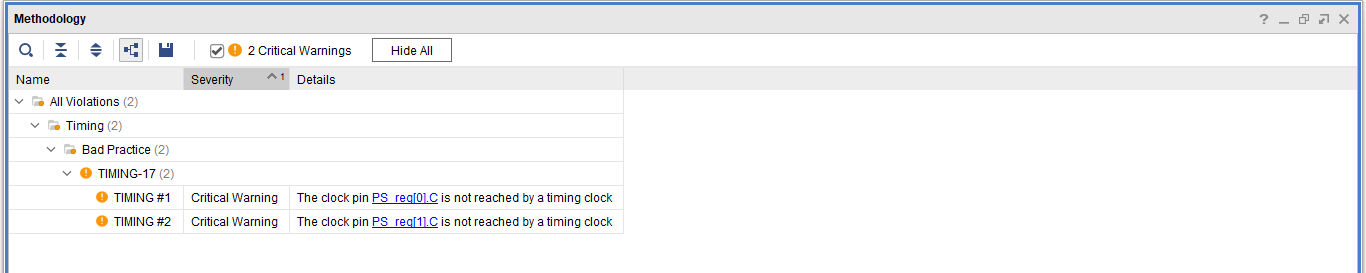 Methodology
2 Critical Warnings Hide All
Name Severity 1 Details
All Violations (2)
Timing (2)
Bad Practice (2)
TIMING-17 (2)
TIMING #1 Critical Warning The clock pin PS_reg[0].C is not reached by a timing clock
TIMING #2 Critical Warning The clock pin PS_reg[1].C is not reached by a timing clock